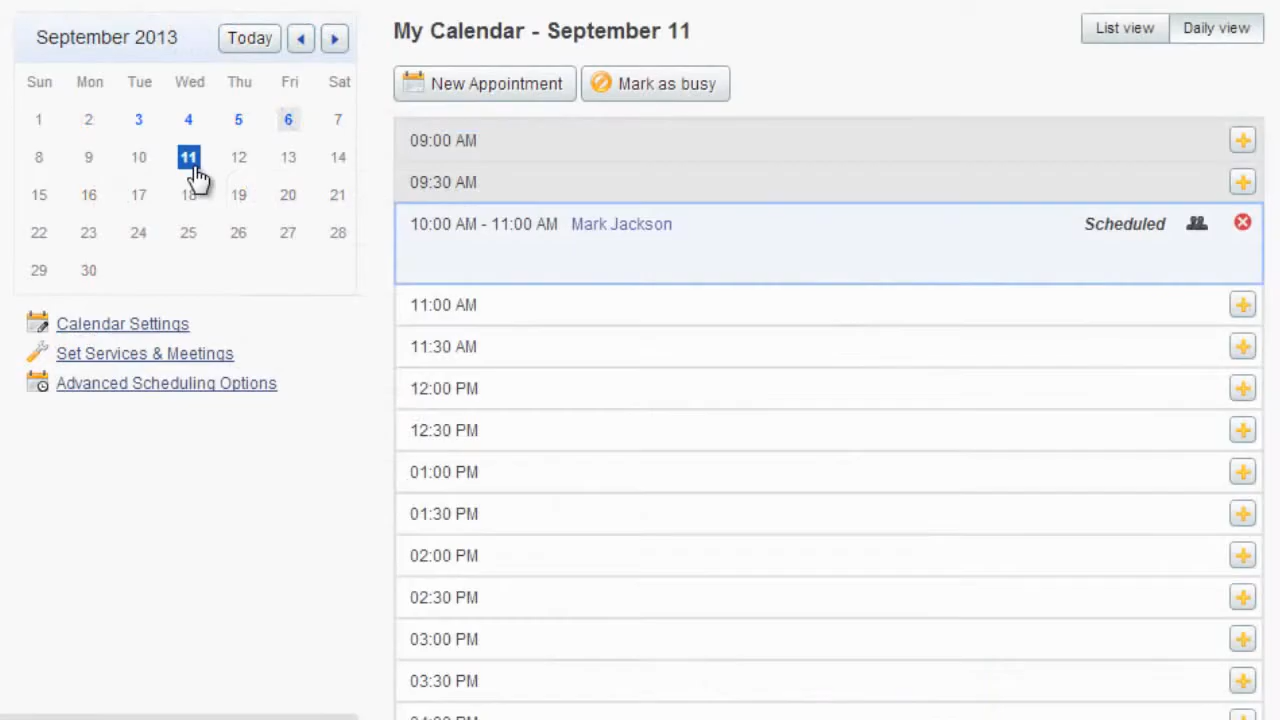 September 2013
Today
Sun Mon Tue Wed Thu Fri Sat
1 2 3 4 5 6 7
8 9 10 11 12 13 14
15 16 17 18 19 20 21
22 23 24 25 26 27 28
29 30
Calendar Settings
Set Services & Meetings
Advanced Scheduling Options
My Calendar - September 11
List view Daily view
New Appointment Mark as busy
09:00 AM
09:30 AM
10:00 AM - 11:00 AM Mark Jackson Scheduled
11:00 AM
11:30 AM
12:00 PM
12:30 PM
01:00 PM
01:30 PM
02:00 PM
02:30 PM
03:00 PM
03:30 PM